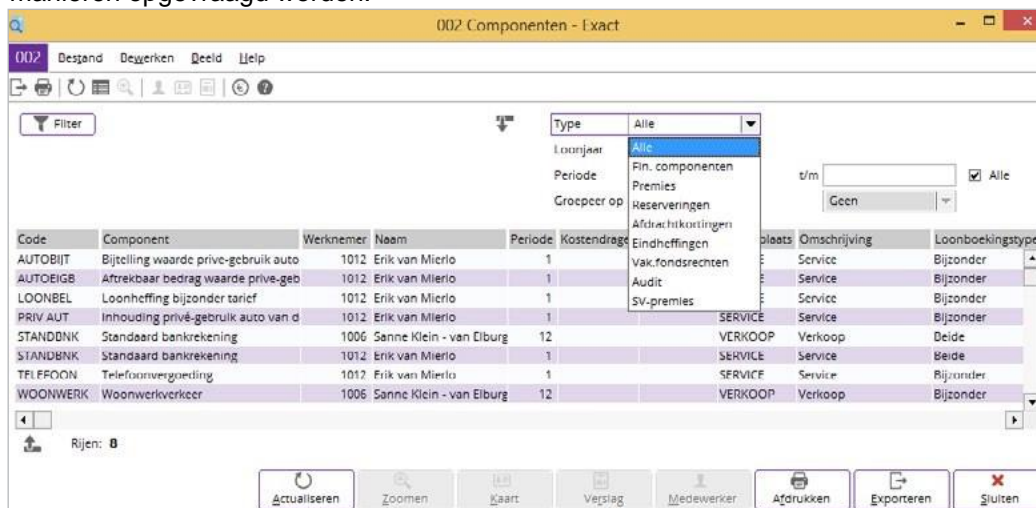 manieren opgevraagd worden.
002 Componenten - Exact
002 Bestand Bewerken Beeld Help
Filter
Type Alle
Loonjaar
Periode t/m Alle
Groepeer op Geen
Alle
Fin. componenten
Premies
Reserveringen
Afdrachtkortingen
Eindheffingen
Vak.fondsrechten
Audit
SV-premies
Code Component Werknemer Naam Periode Kostendrage plaats Omschrijving Loonboekingstype
AUTOBIJT Bijtelling waarde prive-gebruik auto 1012 Erik van Mierlo 1 E Service Bijzonder
AUTOEIGB Aftrekbaar bedrag waarde prive-geb 1012 Erik van Mierlo 1 E Service Bijzonder
LOONBEL Loonheffing bijzonder tarief 1012 Erik van Mierlo 1 E Service Bijzonder
PRIV AUT Inhouding privé-gebruik auto van d 1012 Erik van Mierlo 1 SERVICE Service Bijzonder
STANDBNK Standaard bankrekening 1006 Sanne Klein - van Elburg 12 VERKOOP Verkoop Beide
STANDBNK Standaard bankrekening 1012 Erik van Mierlo 1 SERVICE Service Beide
TELEFOON Telefoonvergoeding 1012 Erik van Mierlo 1 SERVICE Service Bijzonder
WOONWERK Woonwerkverkeer 1006 Sanne Klein - van Elburg 12 VERKOOP Verkoop Bijzonder
Rijen: 8
Actualiseren Zoomen Kaart Verslag Medewerker Afdrukken Exporteren Sluiten